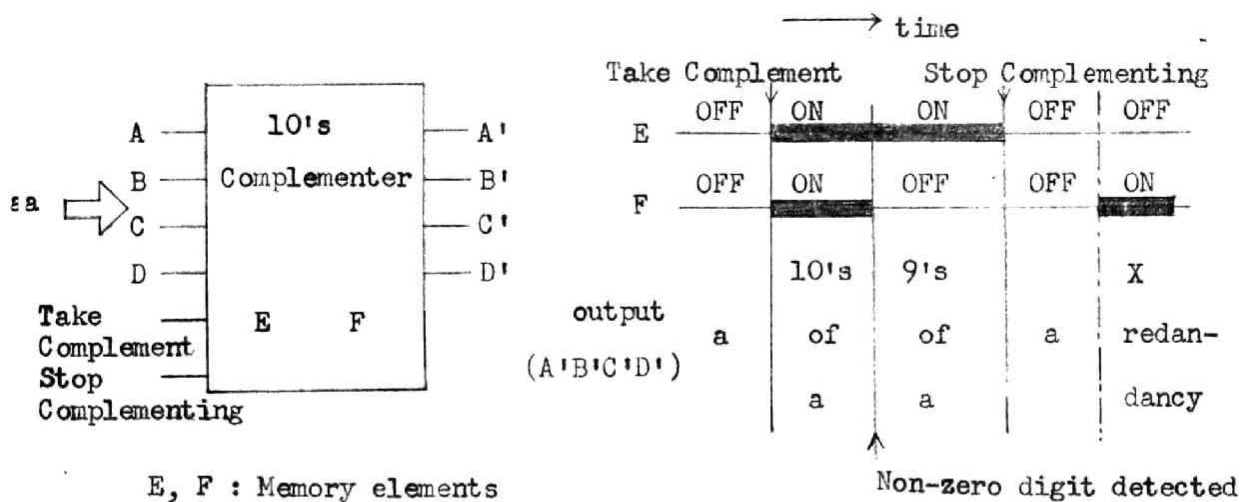 time
Take Complement Stop Complementing
E OFF ON ON OFF OFF
F OFF ON OFF OFF ON
10's 9's X
output a of of a redan-
(A'B'C'D') a a dancy
Non-zero digit detected
10's
Complementer
A A'
B B'
C C'
D D'
E F
Take
Complement
Stop
Complementing
E, F : Memory elements